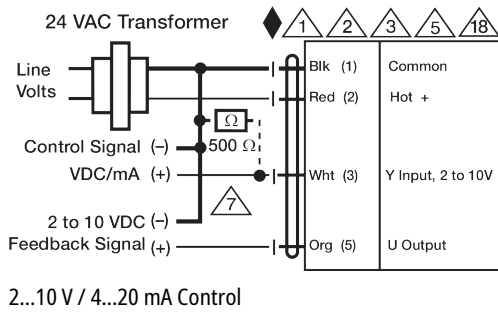 24 VAC Transformer
1 2 3 5 18
Line Volts
Blk (1) Common
Red (2) Hot +
Ω
500 Ω
Control Signal (–)
VDC/mA (+)
Wht (3) Y Input, 2 to 10V
7
2 to 10 VDC (–)
Feedback Signal (+)
Org (5) U Output
2...10 V / 4...20 mA Control